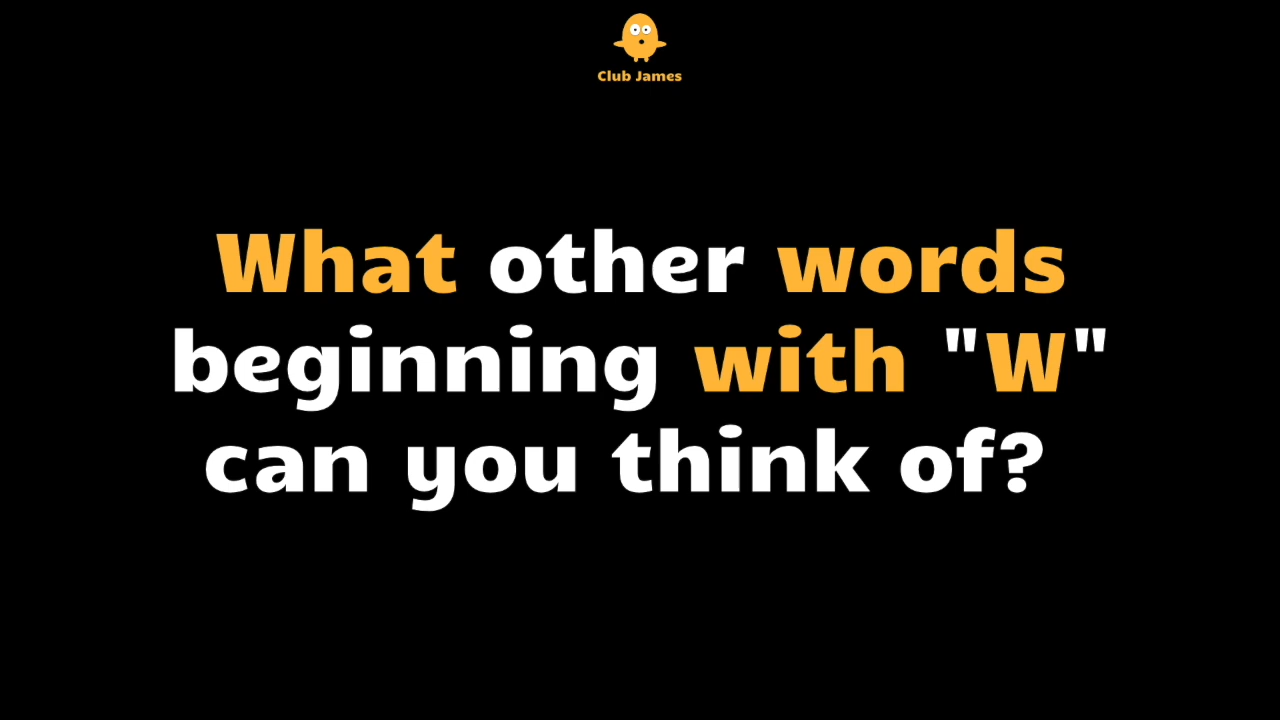 Club James
What other words
beginning with "W"
can you think of?